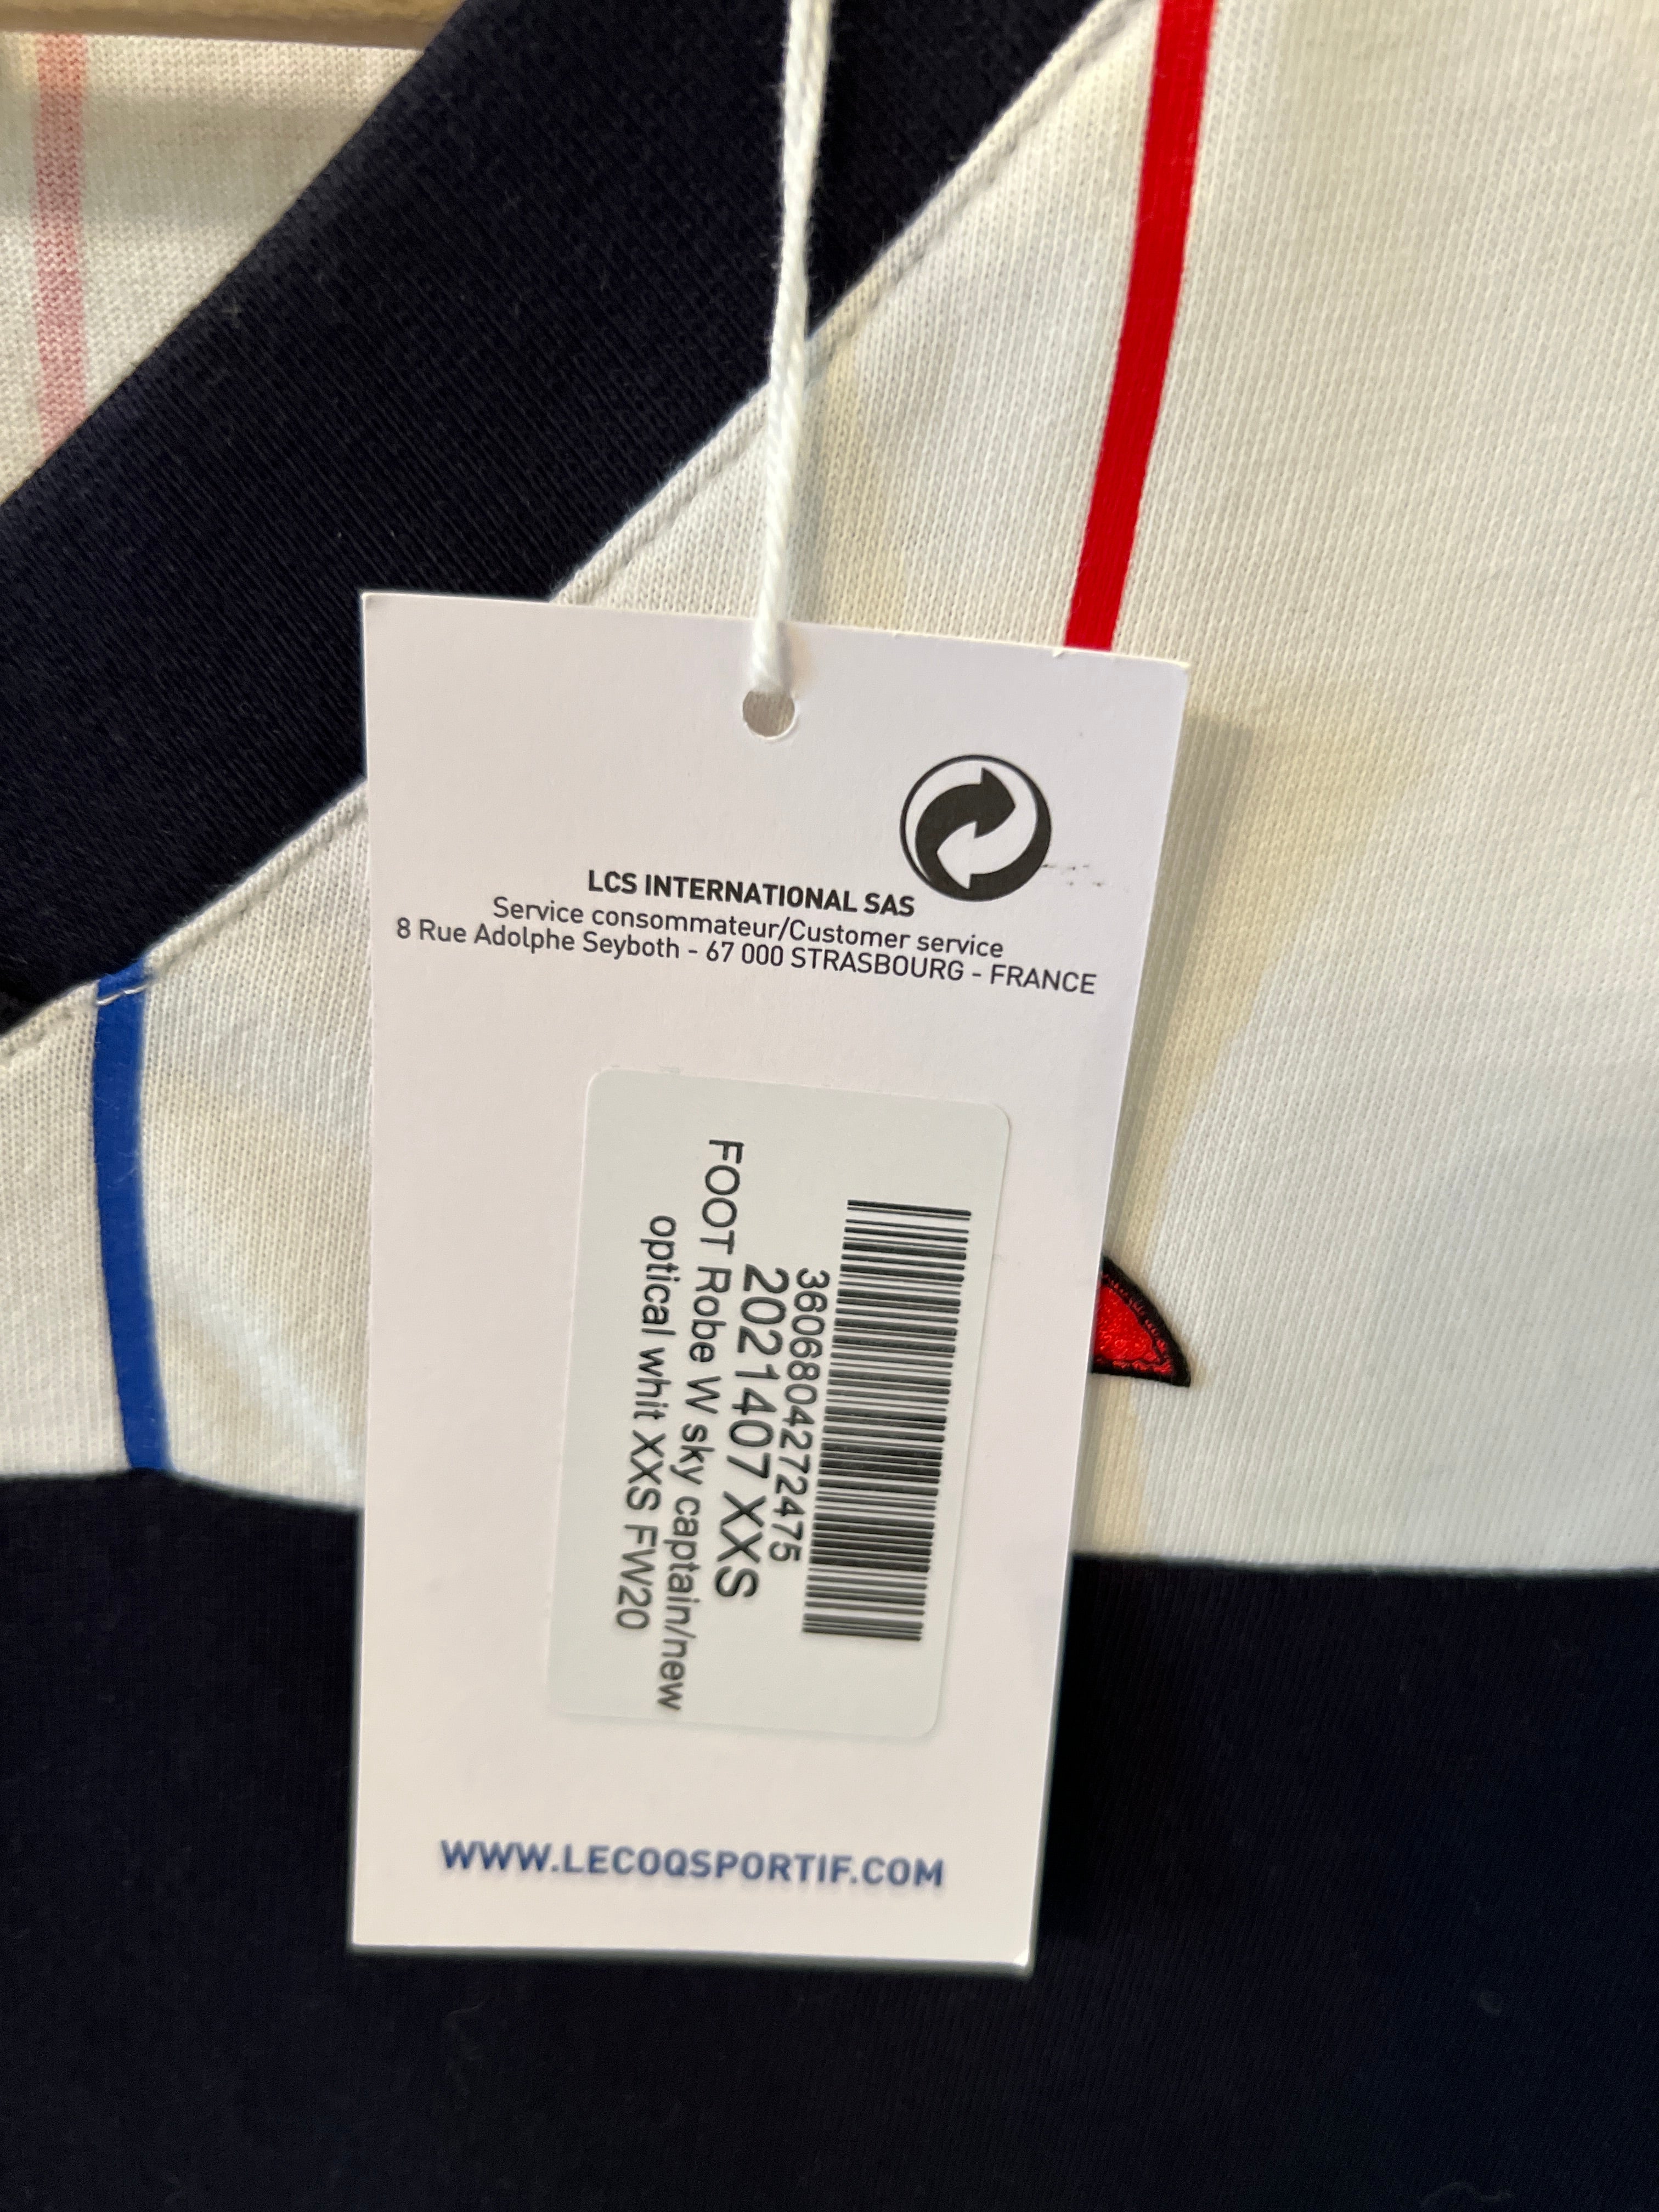 LCS INTERNATIONAL SAS
Service consommateur/Customer service
8 Rue Adolphe Seyboth - 67 000 STRASBOURG - FRANCE
3606804272475
2021407 XXS
FOOT Robe W sky captain/new
optical whit XXS FW20
WWW.LECOQSPORTIF.COM